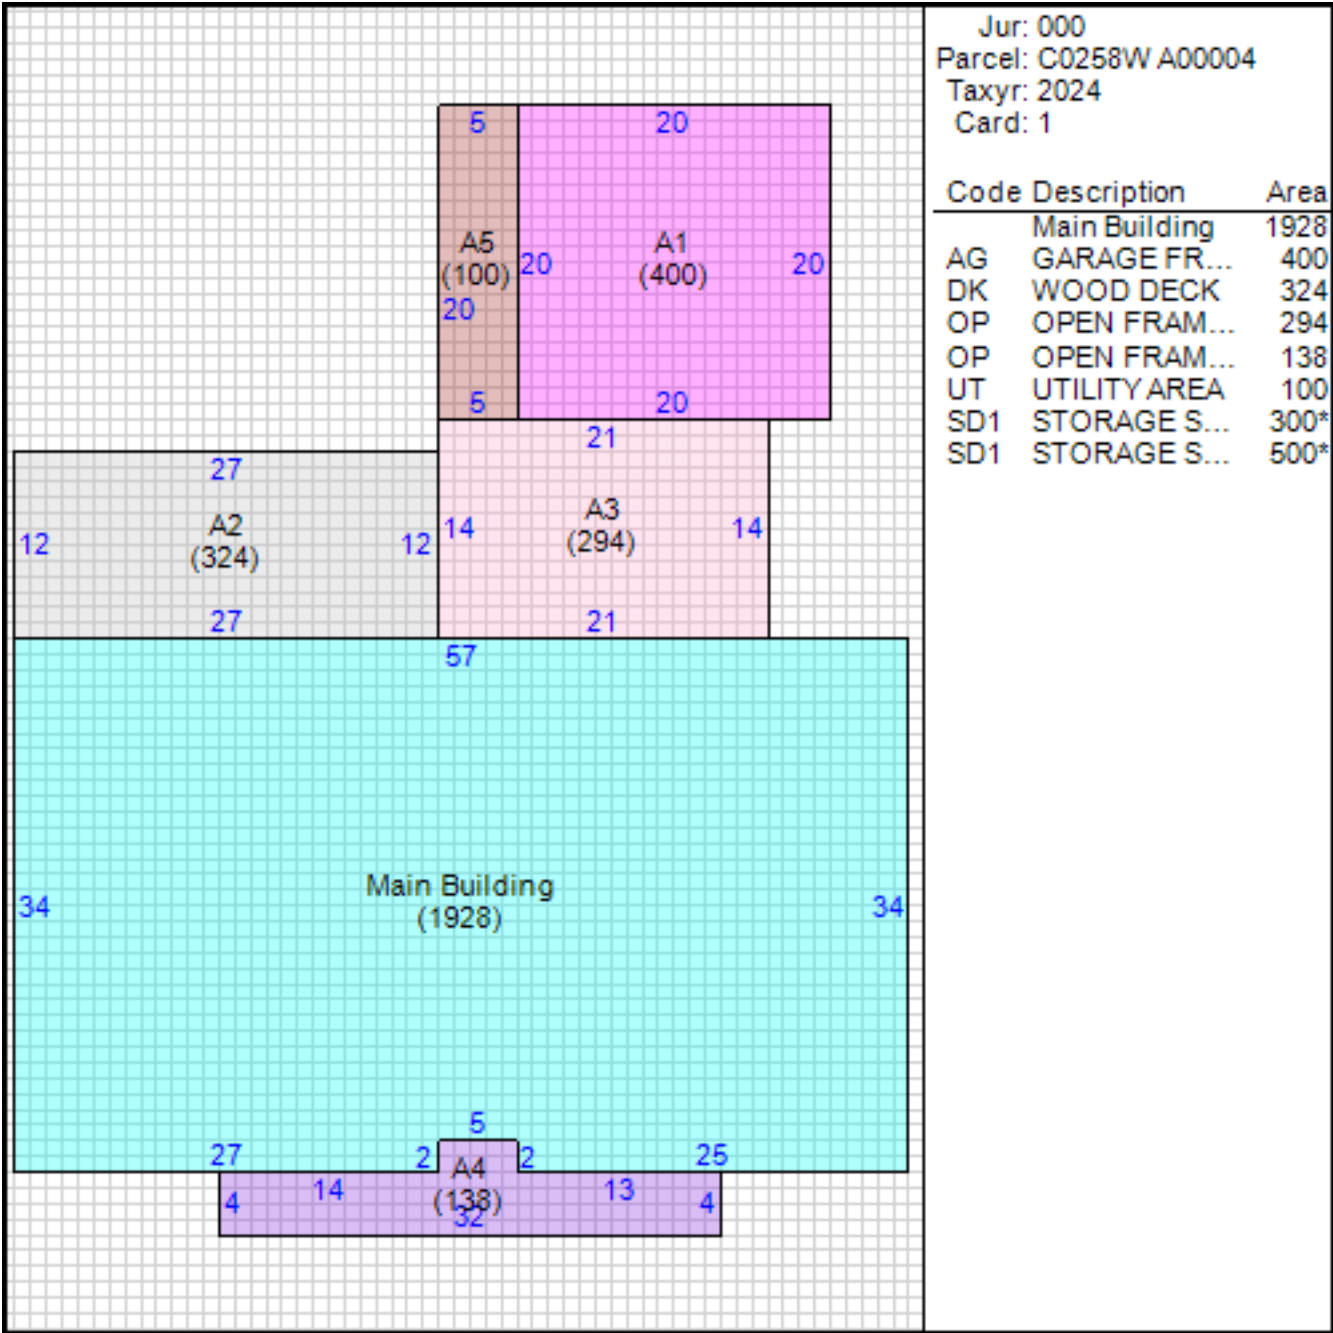 Jur: 000
Parcel: C0258W A00004
Taxyr: 2024
Card: 1
Code Description Area
Main Building 1928
AG GARAGE FR... 400
DK WOOD DECK 324
OP OPEN FRAM... 294
OP OPEN FRAM... 138
UT UTILITY AREA 100
SD1 STORAGE S... 300*
SD1 STORAGE S... 500*
5 20
A5 A1
(100) 20 (400) 20
20
5 20
21
27
A2 A3
12 (324) 12 14 (294) 14
27 21
57
Main Building
34 (1928) 34
5
27 2 A4 2 25
4 14 (138) 13 4
32